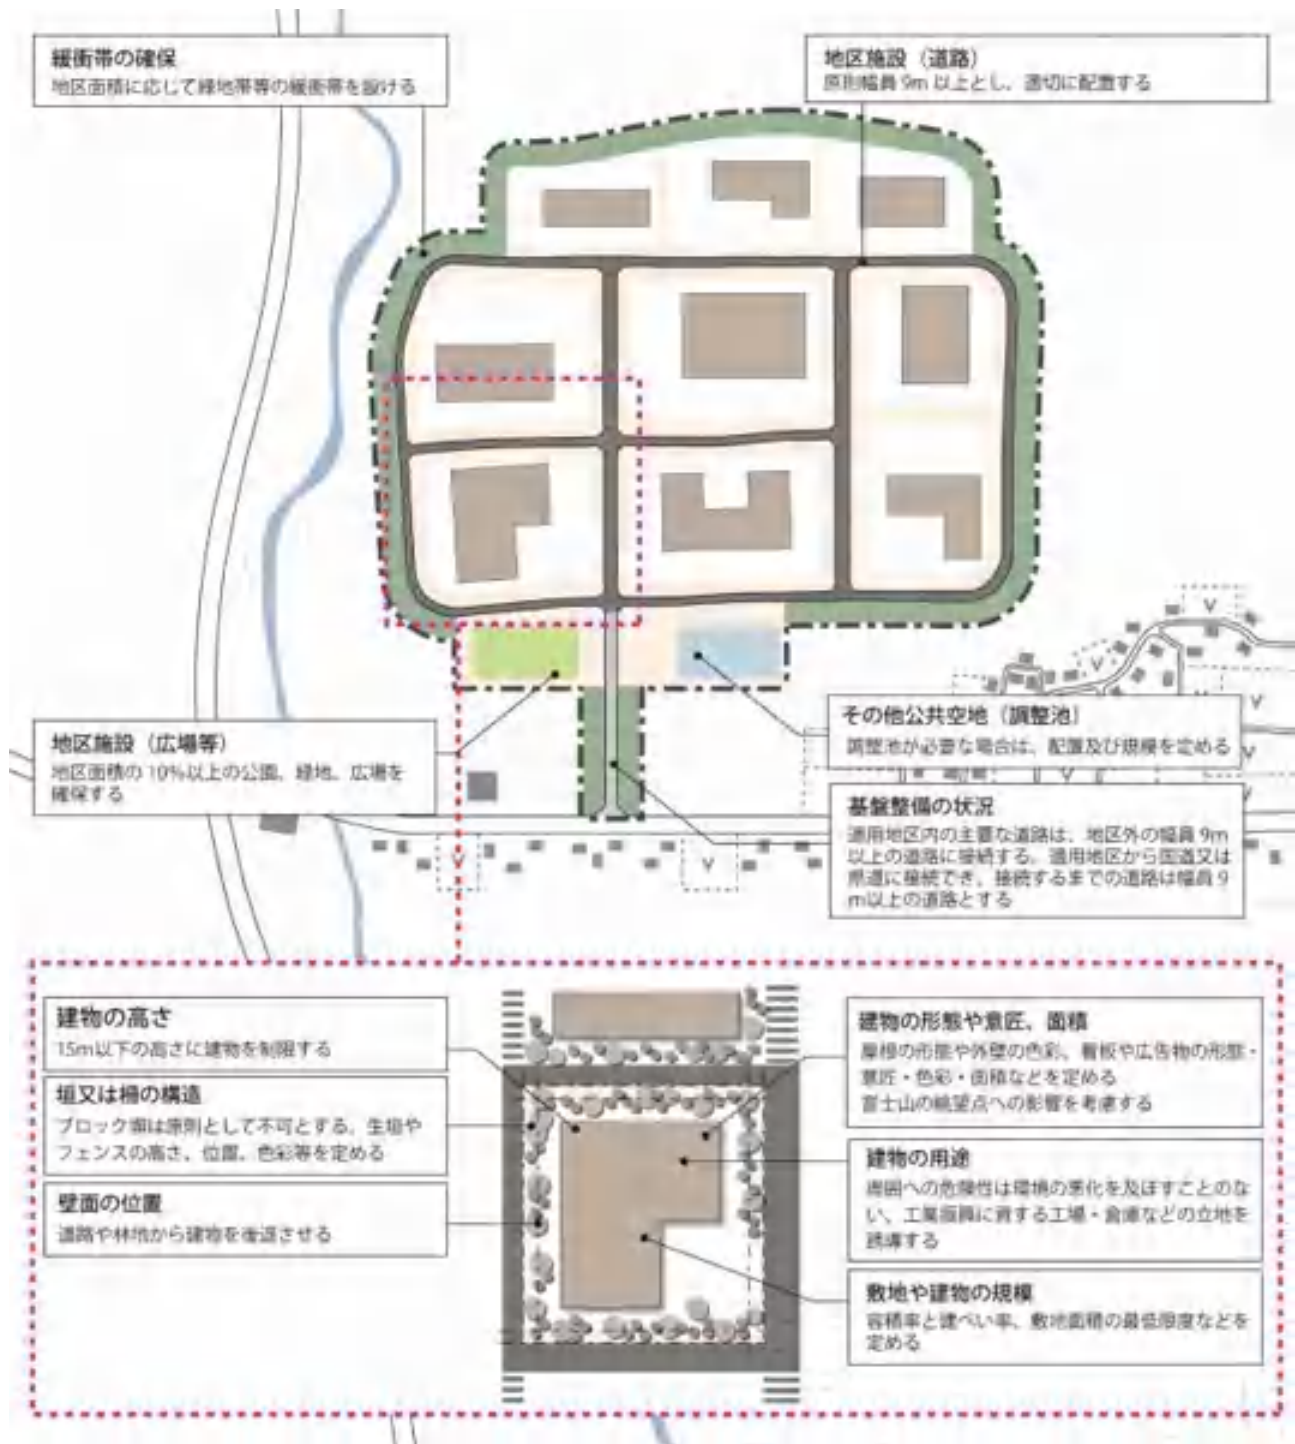 緩衝帯の確保
地区面積に応じて緑地帯等の緩衝帯を設ける
地区施設（道路）
原則幅員9m 以上とし、適切に配置する
地区施設（広場等）
地区面積の10％以上の公園、緑地、広場を
確保する
その他公共空地（調整池）
調整池が必要な場合は、配置及び規模を定める
基盤整備の状況
適用地区内の主要な道路は、地区外の幅員9m
以上の道路に接続する。適用地区から国道又は
県道に接続でき、接続するまでの道路は幅員9
m以上の道路とする
建物の高さ
15m以下の高さに建物を制限する
垣又は柵の構造
ブロック塀は原則として不可とする。生垣や
フェンスの高さ、位置、色彩等を定める
壁面の位置
道路や林地から建物を後退させる
建物の形態や意匠、面積
屋根の形態や外壁の色彩、看板や広告物の形態・
意匠・色彩・面積などを定める
富士山の眺望点への影響を考慮する
建物の用途
周囲への危険性は環境の悪化を及ぼすことのな
い、工業振興に資する工場・倉庫などの立地を
誘導する
敷地や建物の規模
容積率と建ぺい率、敷地面積の最低限度などを
定める